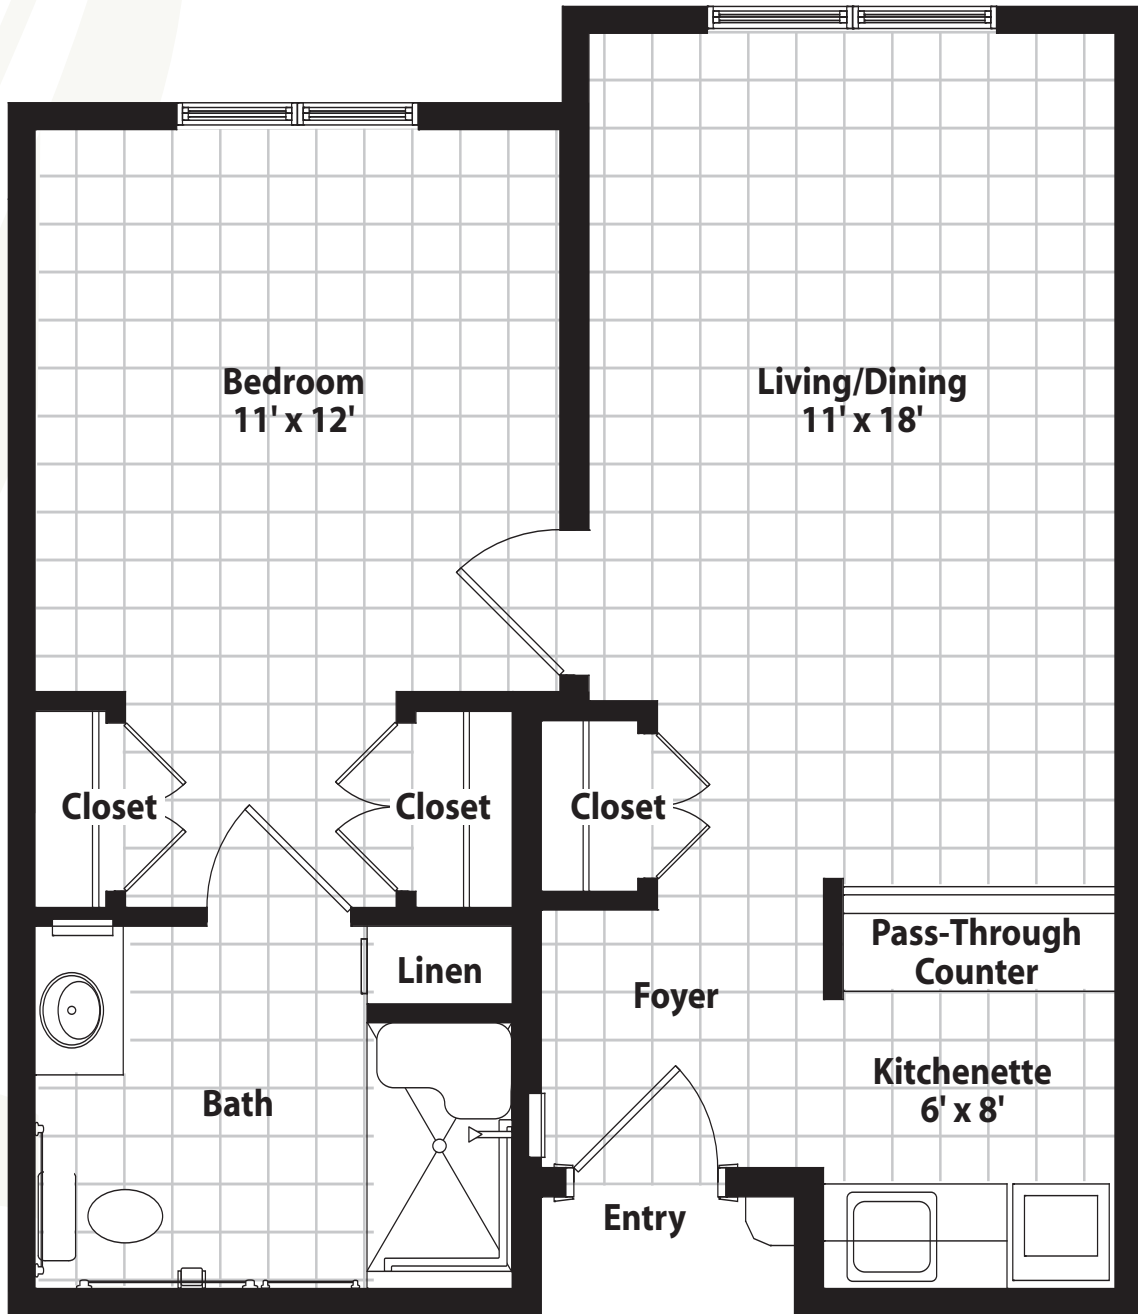 Bedroom
11' x 12'
Living/Dining
11' x 18'
Closet
Closet
Closet
Pass-Through
Counter
Linen
Foyer
Kitchenette
6' x 8'
Bath
Entry